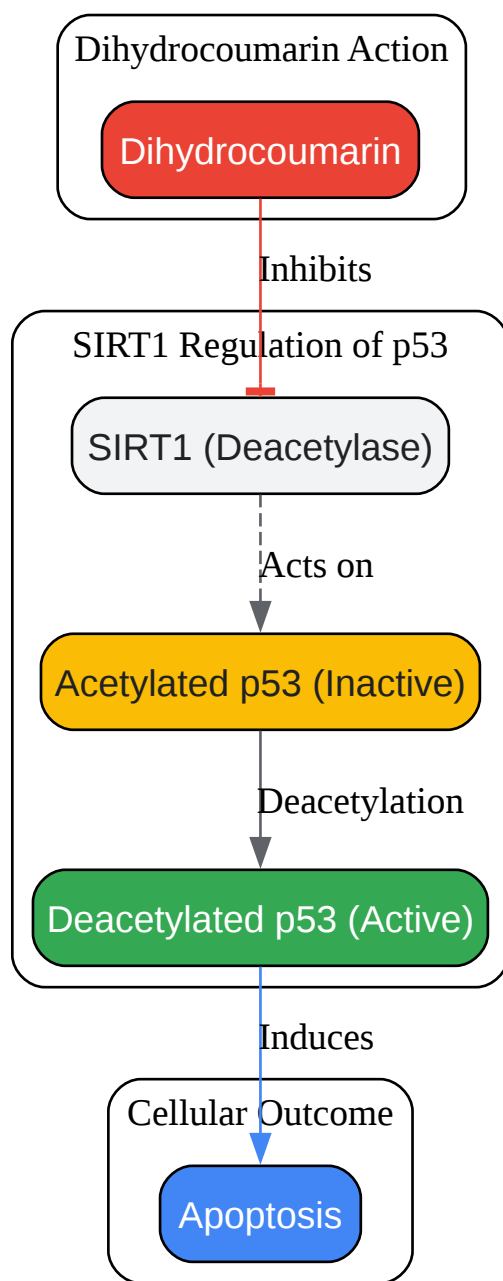 Dihydrocoumarin Action
Dihydrocoumarin
Inhibits
SIRT1 Regulation of p53
SIRT1 (Deacetylase)
Acts on
Acetylated p53 (Inactive)
Deacetylation
Deacetylated p53 (Active)
Induces
Cellular Outcome
Apoptosis